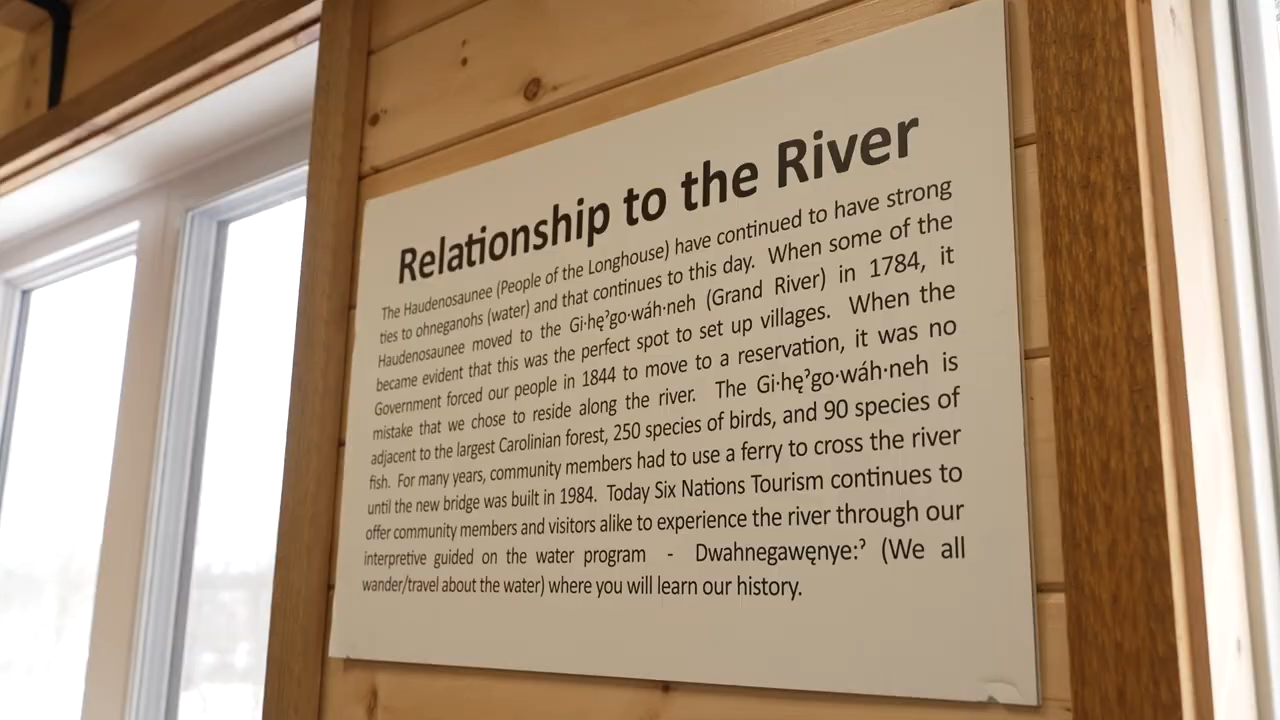 Relationship to the River
The Haudenosaunee (People of the Longhouse) have continued to have strong
ties to ohneganohs (water) and that continues to this day. When some of the
Haudenosaunee moved to the Gi·hę̉ʾgo·wáh·neh (Grand River) in 1784, it
became evident that this was the perfect spot to set up villages. When the
Government forced our people in 1844 to move to a reservation, it was no
mistake that we chose to reside along the river. The Gi·hęʾgo·wáh·neh is
adjacent to the largest Carolinian forest, 250 species of birds, and 90 species of
fish. For many years, community members had to use a ferry to cross the river
until the new bridge was built in 1984. Today Six Nations Tourism continues to
offer community members and visitors alike to experience the river through our
interpretive guided on the water program - Dwahnegawęnye:ʾ (We all
wander/travel about the water) where you will learn our history.